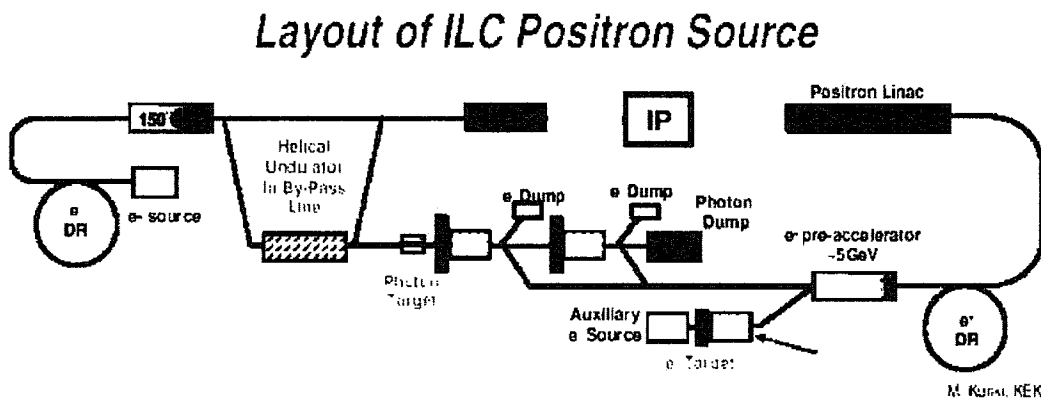 Layout of ILC Positron Source
150
Helical
Undulator
In By-Pass
Line
e- source
e
DR
IP
Positron Linac
e Dump
e Dump
Photon
Dump
Photon
Target
e- pre-accelerator
~5GeV
Auxiliary
e Source
e Target
e+
DR
M. KEK